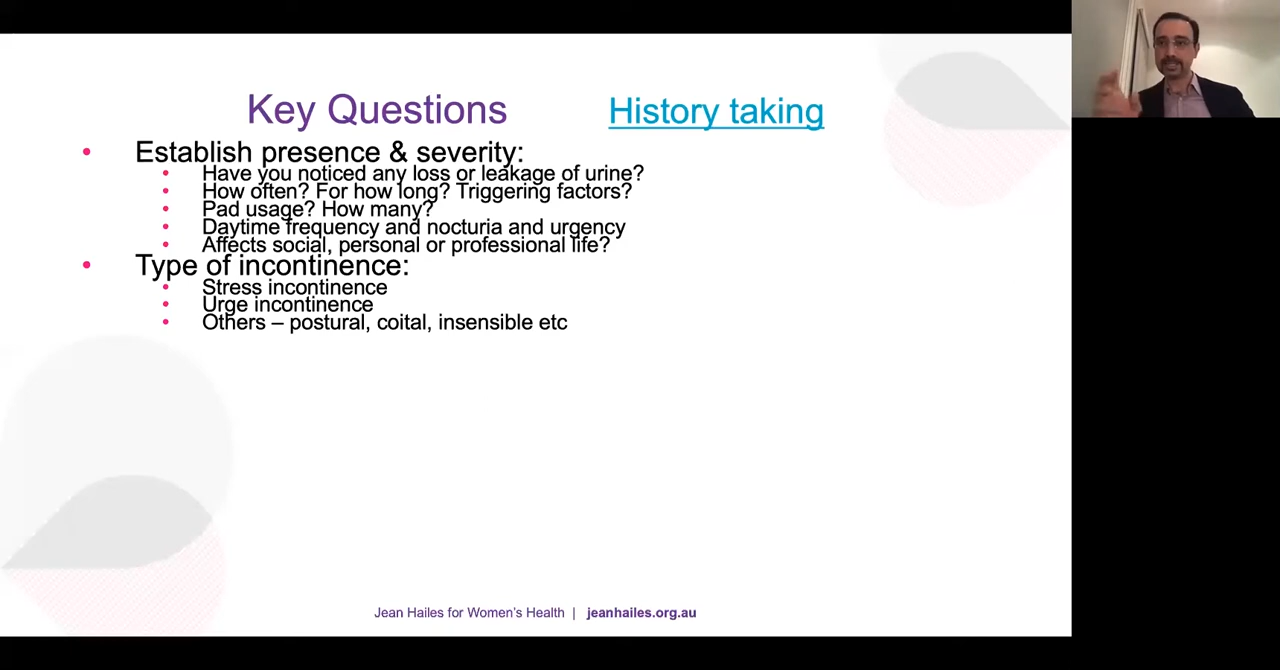 Key Questions History taking
• Establish presence & severity:
• Have you noticed any loss or leakage of urine?
• How often? For how long? Triggering factors?
• Pad usage? How many?
• Daytime frequency and nocturia and urgency
• Affects social, personal or professional life?
• Type of incontinence:
• Stress incontinence
• Urge incontinence
• Others – postural, coital, insensible etc
Jean Hailes for Women's Health | jeanhailes.org.au